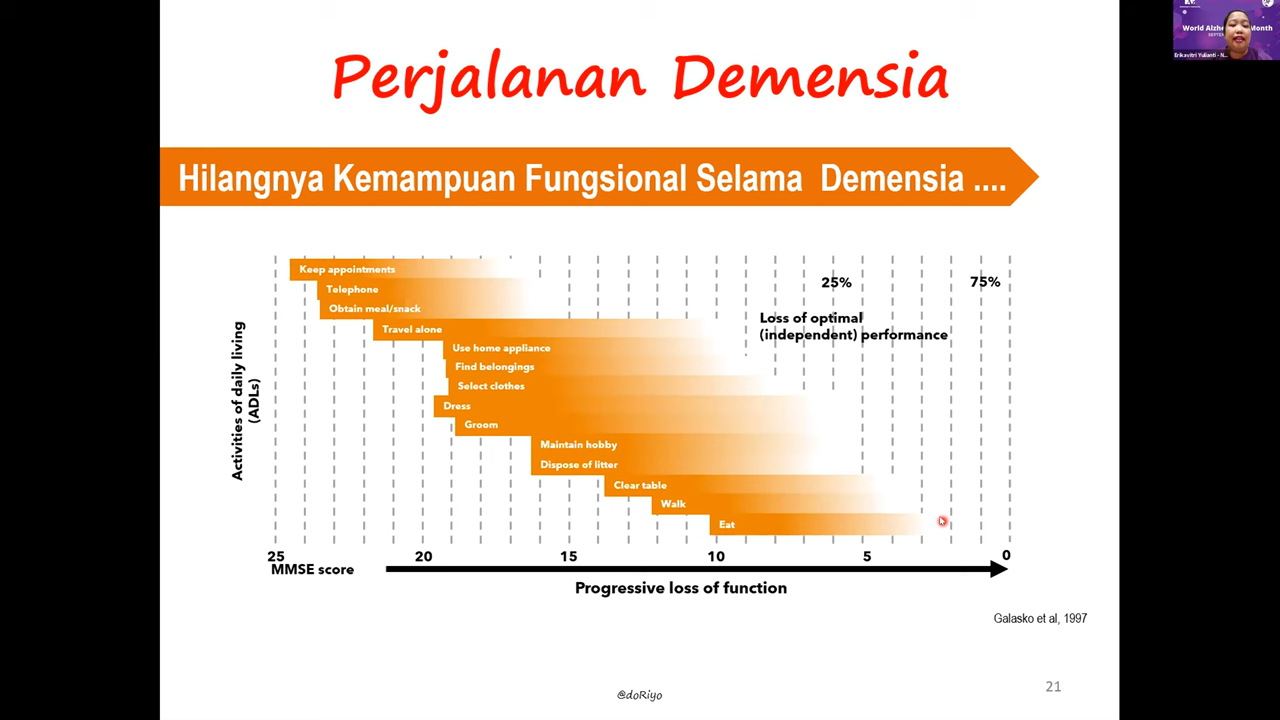 World Alzhe Month
SEPTE
Erikavitri Yulianti - N...
Perjalanan Demensia
Hilangnya Kemampuan Fungsional Selama Demensia ....
Keep appointments
Telephone
Obtain meal/snack
Travel alone
Use home appliance
Find belongings
Select clothes
Dress
Groom
Maintain hobby
Dispose of litter
Clear table
Walk
Eat
25% 75%
Loss of optimal
(independent) performance
Activities of daily living
(ADLs)
25 20 15 10 5 0
MMSE score
Progressive loss of function
Galasko et al, 1997
@doRiyo
21